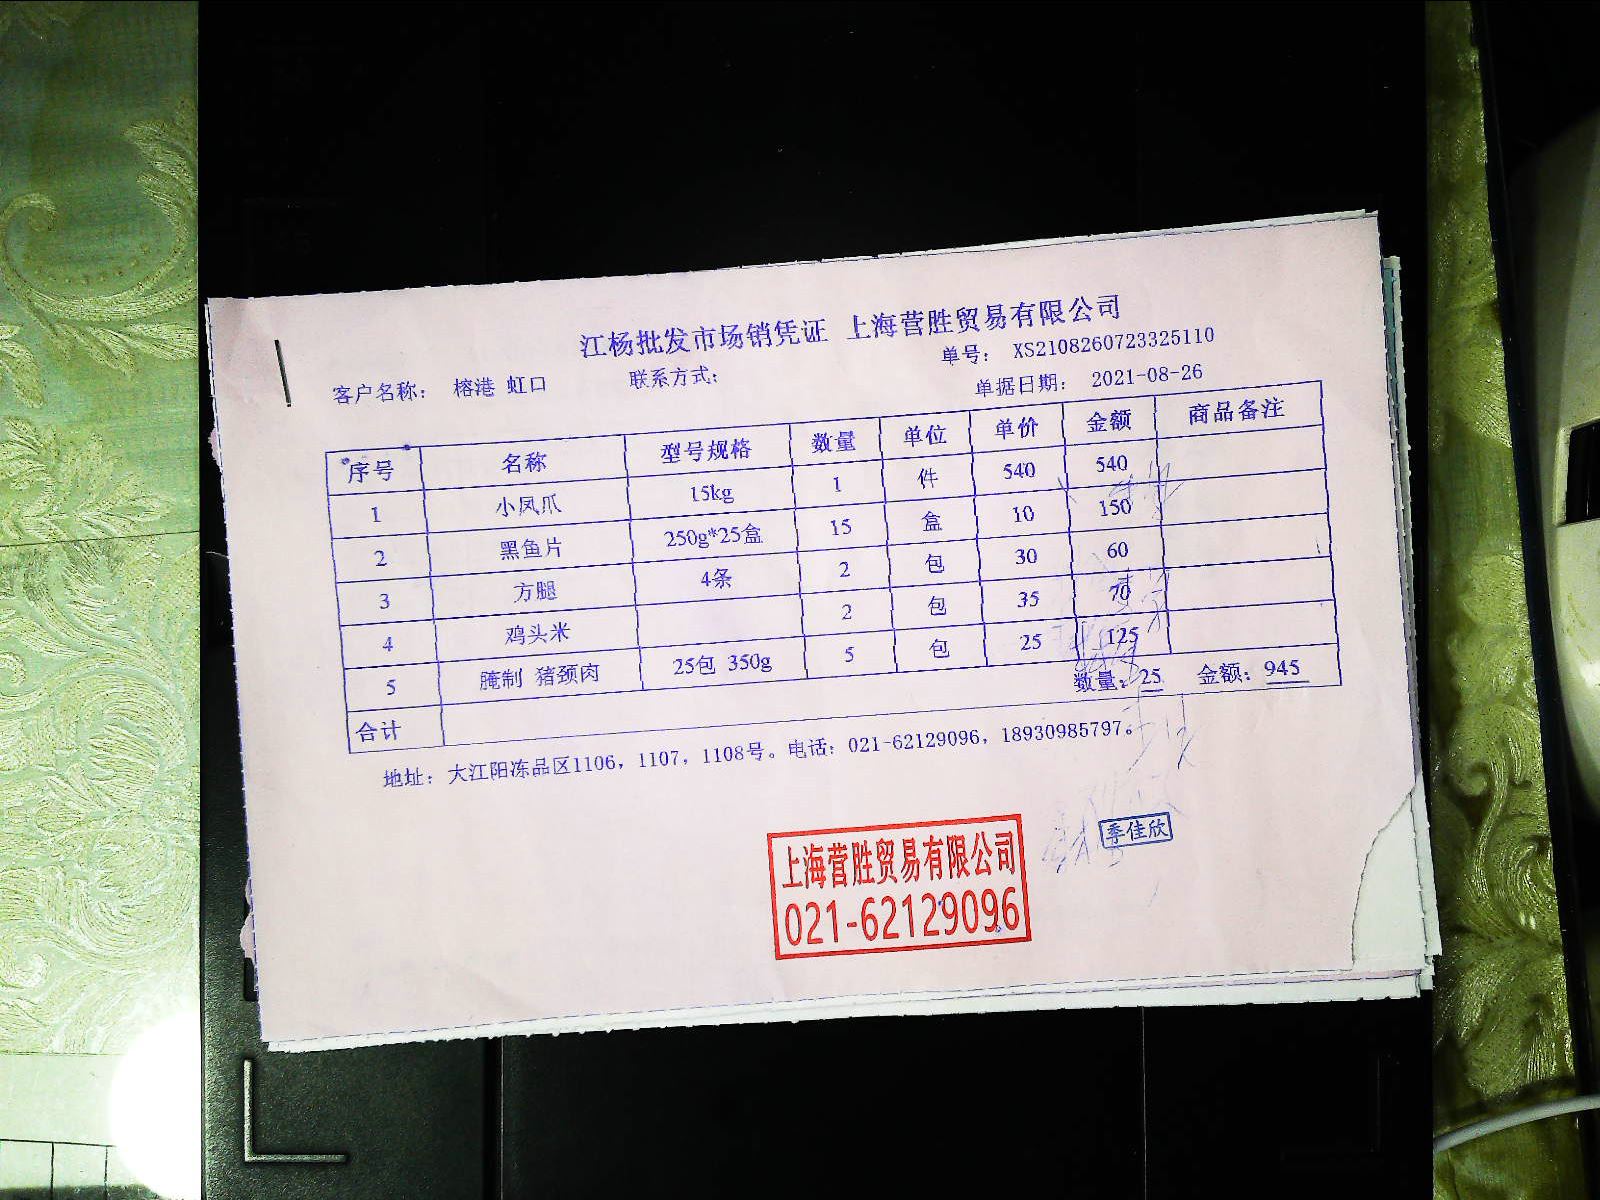 江杨批发市场销凭证 上海营胜贸易有限公司
单号： XS2108260723325110
客户名称： 榕港 虹口 联系方式： 单据日期： 2021-08-26
序号 名称 型号规格 数量 单位 单价 金额 商品备注
1 小凤爪 15kg 1 件 540 540
2 黑鱼片 250g*25盒 15 盒 10 150
3 方腿 4条 2 包 30 60
4 鸡头米 2 包 35 70
5 腌制 猪颈肉 25包 350g 5 包 25 125
合计 数量：25 金额：945
地址：大江阳冻品区1106，1107，1108号。电话：021-62129096，18930985797。
上海营胜贸易有限公司
021-62129096
季佳欣